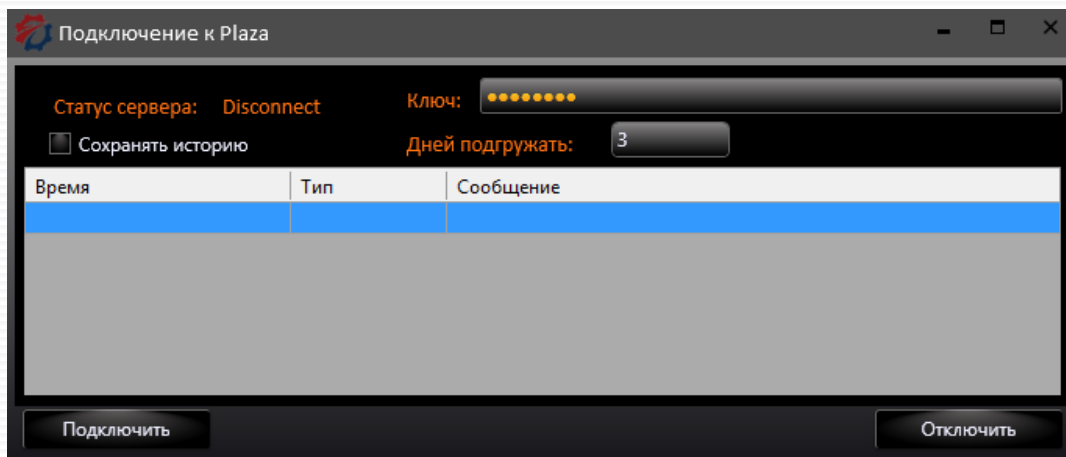 Подключение к Plaza
Статус сервера: Disconnect
Ключ: ●●●●●●●●
Сохранять историю
Дней подгружать: 3
Время Тип Сообщение
Подключить Отключить